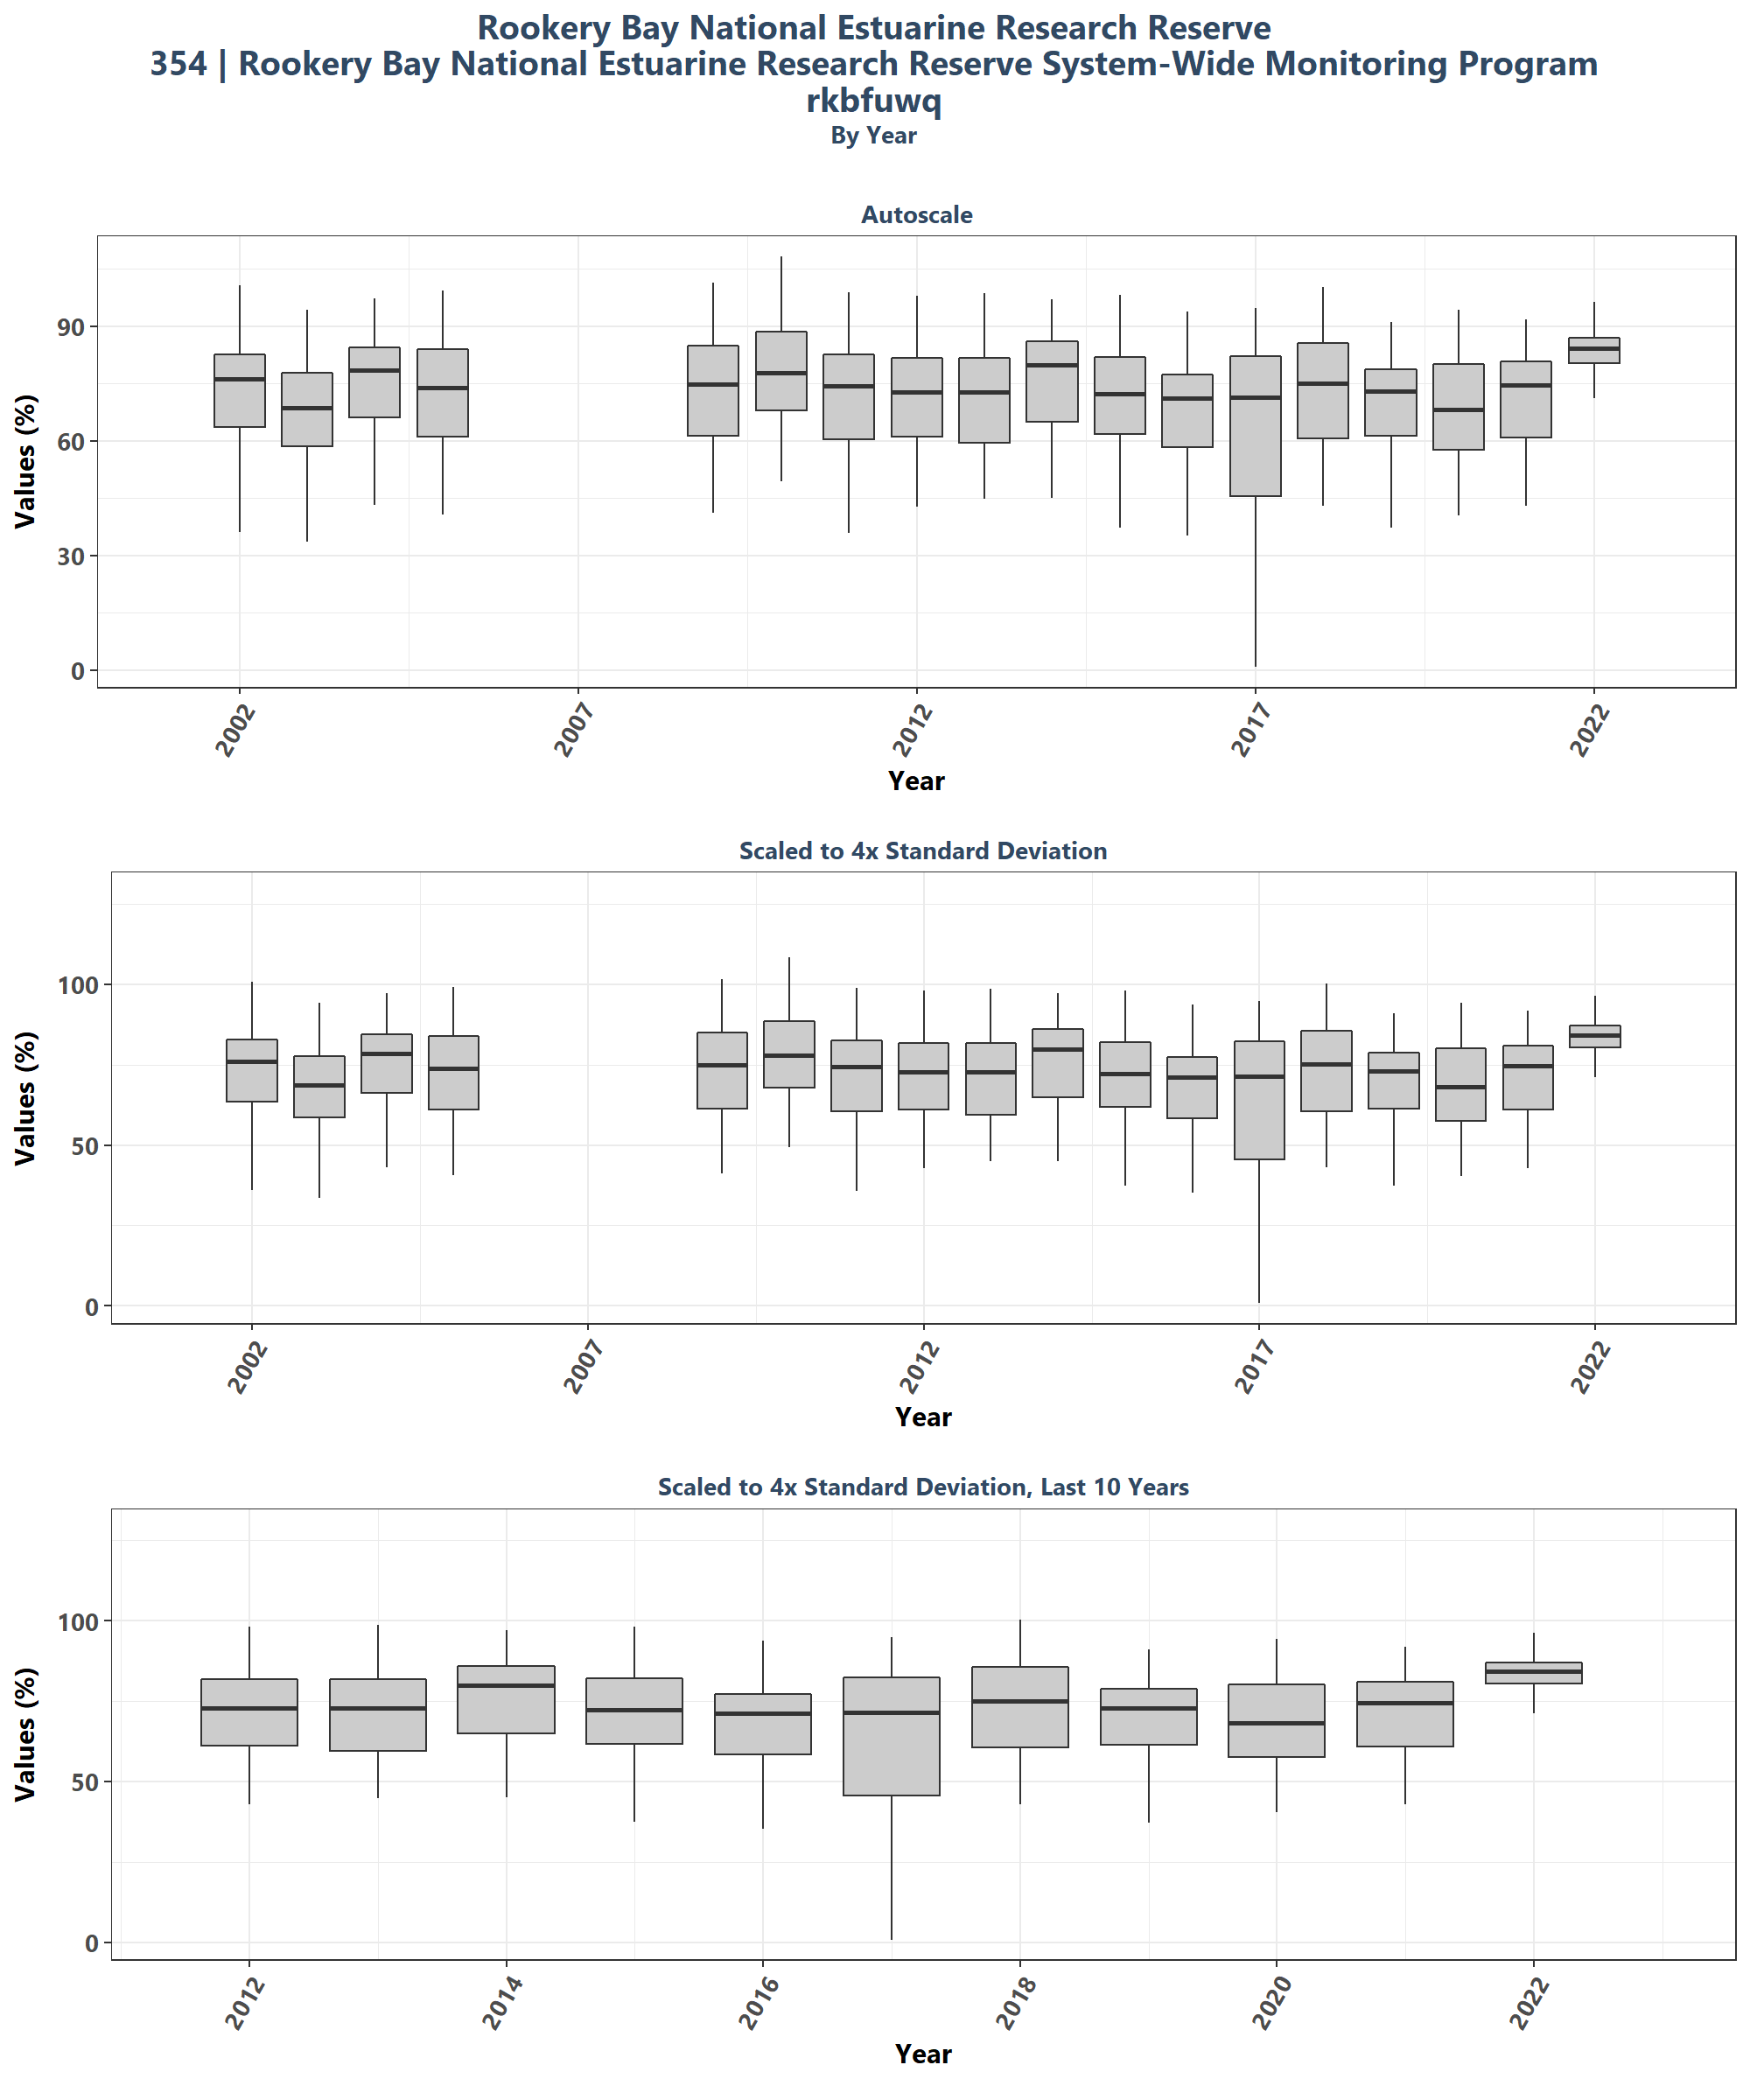 Rookery Bay National Estuarine Research Reserve
354 | Rookery Bay National Estuarine Research Reserve System-Wide Monitoring Program
rkbfuwq
By Year
Autoscale
Values (%)
90
60
30
0
2002
2007
2012
2017
2022
Year
Scaled to 4x Standard Deviation
Values (%)
100
50
0
2002
2007
2012
2017
2022
Year
Scaled to 4x Standard Deviation, Last 10 Years
Values (%)
100
50
0
2012
2014
2016
2018
2020
2022
Year